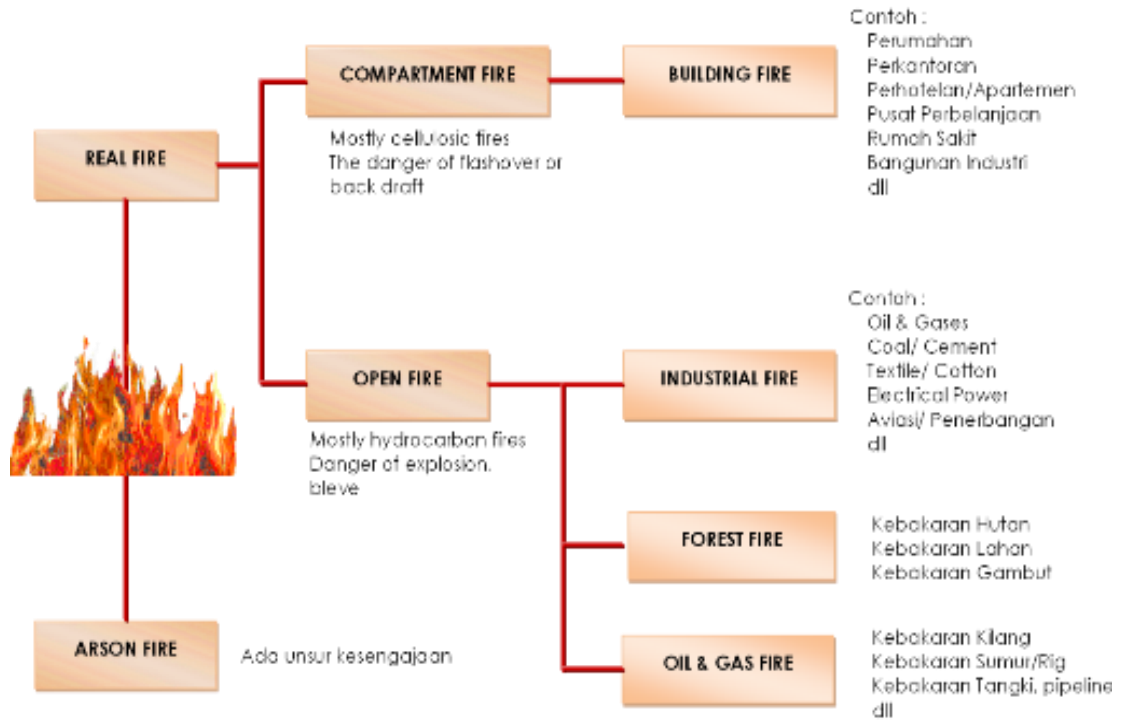 REAL FIRE
COMPARTMENT FIRE
Mostly cellulosic fires
The danger of flashover or
back draft
BUILDING FIRE
Contoh :
Perumahan
Perkantoran
Perhotelan/Apartemen
Pusat Perbelanjaan
Rumah Sakit
Bangunan Industri
dll
OPEN FIRE
Mostly hydrocarbon fires
Danger of explosion,
bleve
INDUSTRIAL FIRE
Contoh :
Oil & Gases
Coal/ Cement
Textile/ Cotton
Electrical Power
Aviasi/ Penerbangan
dll
FOREST FIRE
Kebakaran Hutan
Kebakaran Lahan
Kebakaran Gambut
OIL & GAS FIRE
Kebakaran Kilang
Kebakaran Sumur/Rig
Kebakaran Tangki, pipeline
dll
ARSON FIRE
Ada unsur kesengajaan